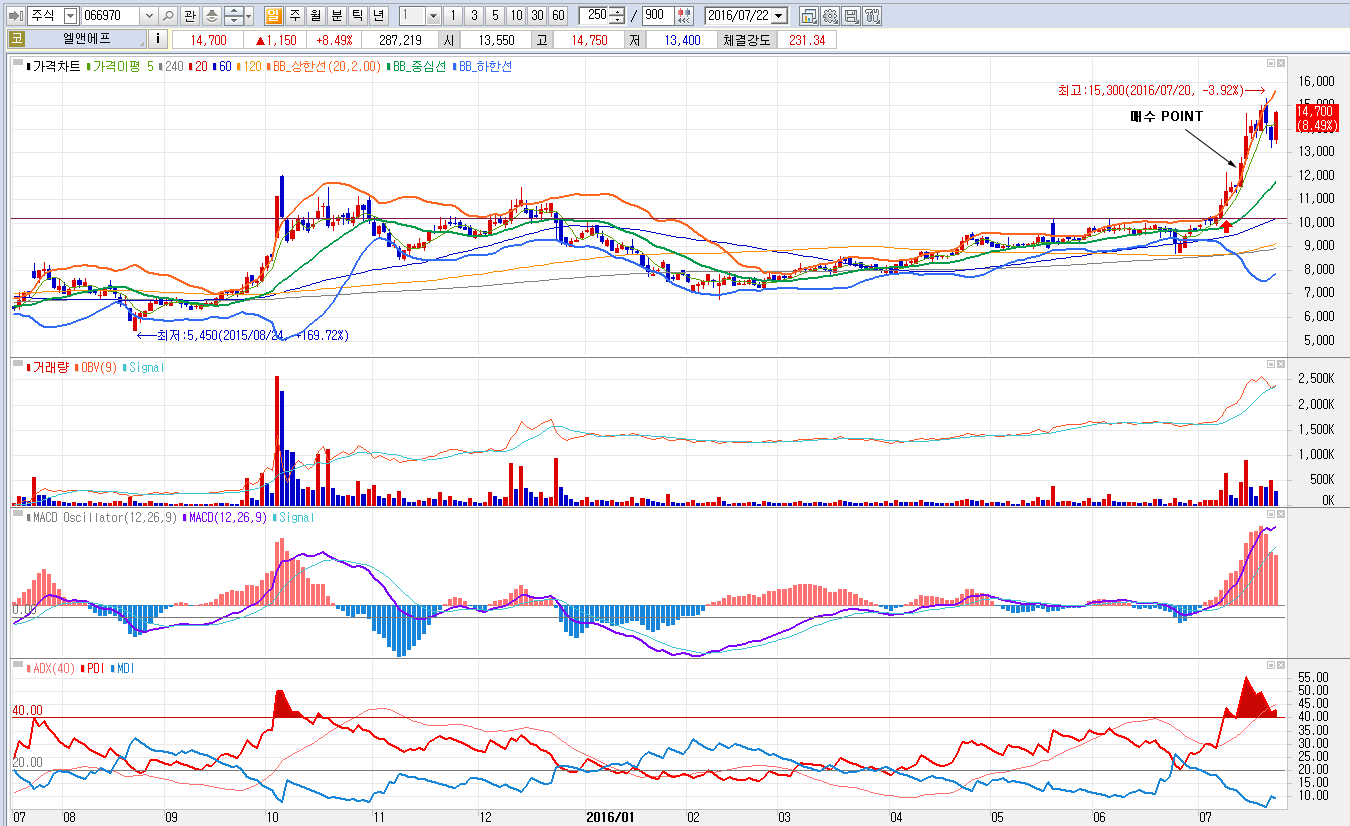 주식 066970 관 일 주 월 분 틱 년 1 1 3 5 10 30 60 250 / 900 2016/07/22
코 엘앤에프 i 14,700 ▲1,150 +8.49% 287,219 시 13,550 고 14,750 저 13,400 체결강도 231.34
가격차트 가격이평 5 240 20 60 120 BB_상한선(20,2.00) BB_중심선 BB_하한선
16,000
최고:15,300(2016/07/20, -3.92%)
15,000
매수 POINT
14,700
(8.49%)
13,000
12,000
11,000
10,000
9,000
8,000
7,000
6,000
최저:5,450(2015/08/24, +169.72%)
5,000
거래량 OBV(9) Signal
2,500K
2,000K
1,500K
1,000K
500K
0K
MACD Oscillator(12,26,9) MACD(12,26,9) Signal
ADX(40) PDI MDI
55.00
50.00
45.00
40.00 40.00
35.00
30.00
25.00
20.00 20.00
15.00
10.00
07 08 09 10 11 12 2016/01 02 03 04 05 06 07